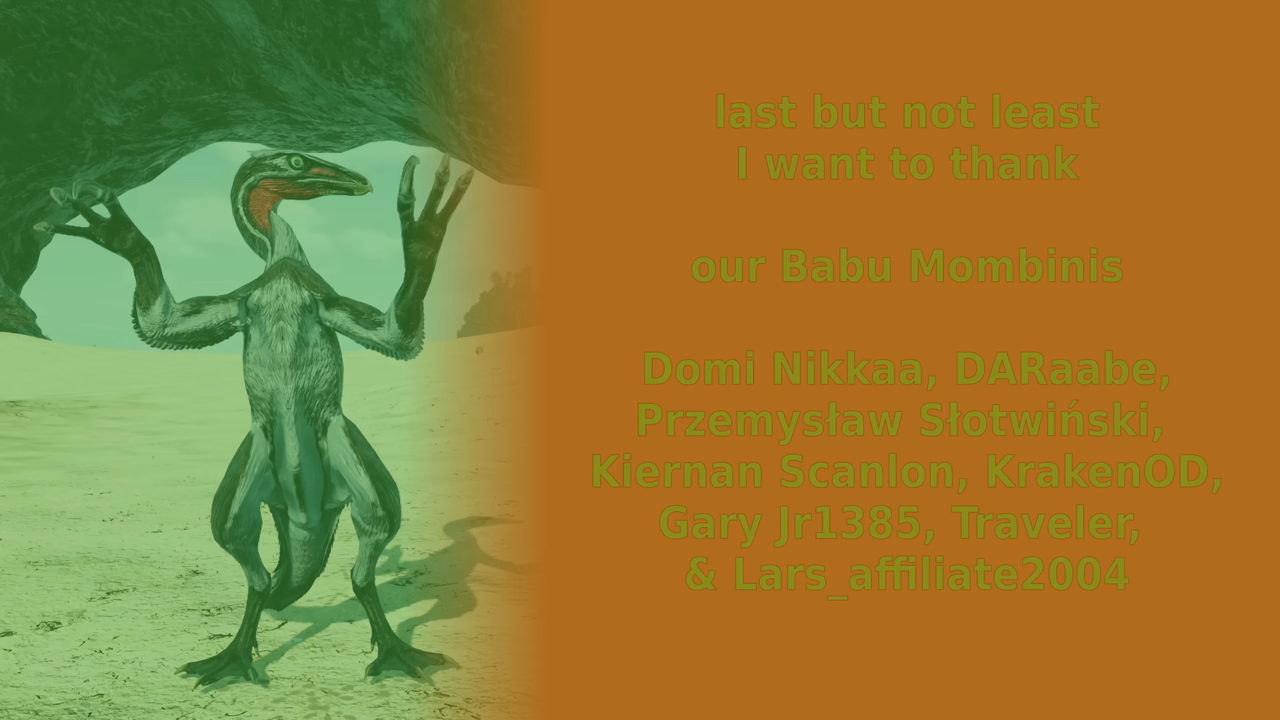 last but not least
I want to thank
our Babu Mombinis
Domi Nikkaa, DARaabe,
Przemysław Słotwiński,
Kiernan Scanlon, KrakenOD,
Gary Jr1385, Traveler,
& Lars_affiliate2004